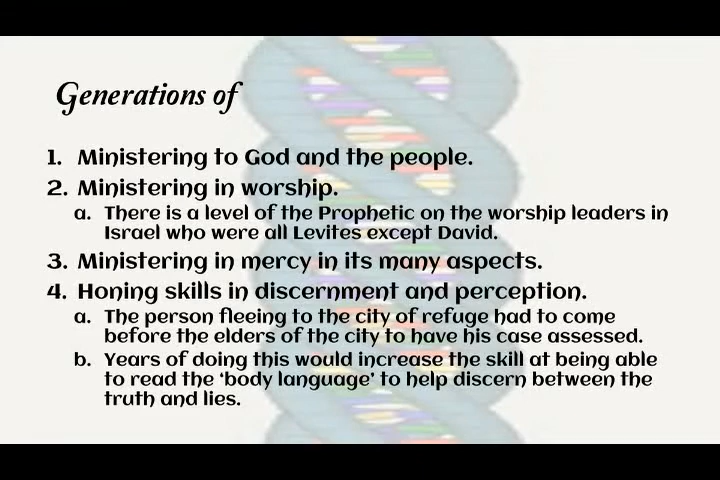 Generations of
1. Ministering to God and the people.
2. Ministering in worship.
a. There is a level of the Prophetic on the worship leaders in
Israel who were all Levites except David.
3. Ministering in mercy in its many aspects.
4. Honing skills in discernment and perception.
a. The person fleeing to the city of refuge had to come
before the elders of the city to have his case assessed.
b. Years of doing this would increase the skill at being able
to read the 'body language' to help discern between the
truth and lies.